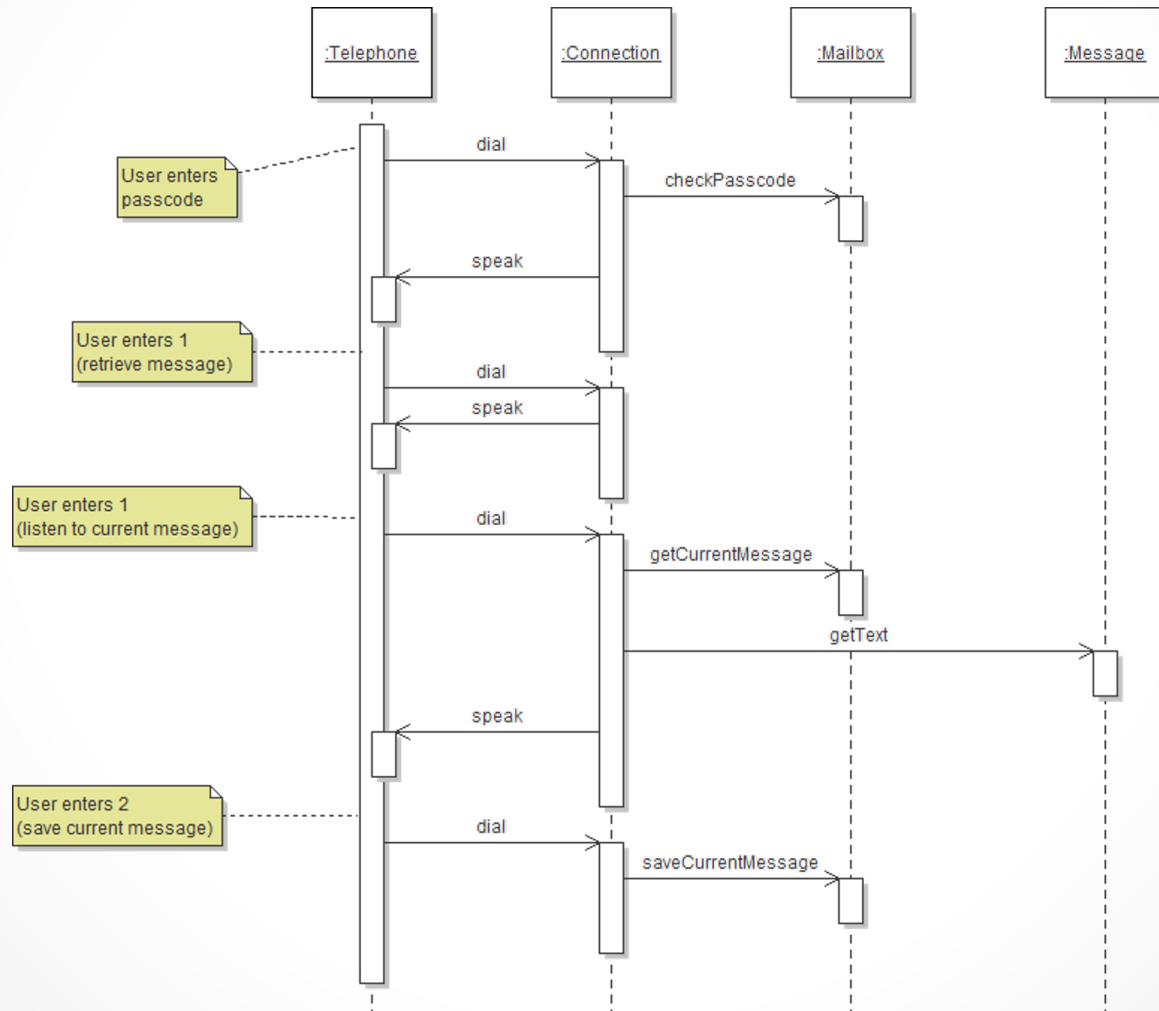 :Telephone
:Connection
:Mailbox
:Message
dial
User enters
passcode
checkPasscode
speak
User enters 1
(retrieve message)
dial
speak
User enters 1
(listen to current message)
dial
getCurrentMessage
getText
speak
User enters 2
(save current message)
dial
saveCurrentMessage